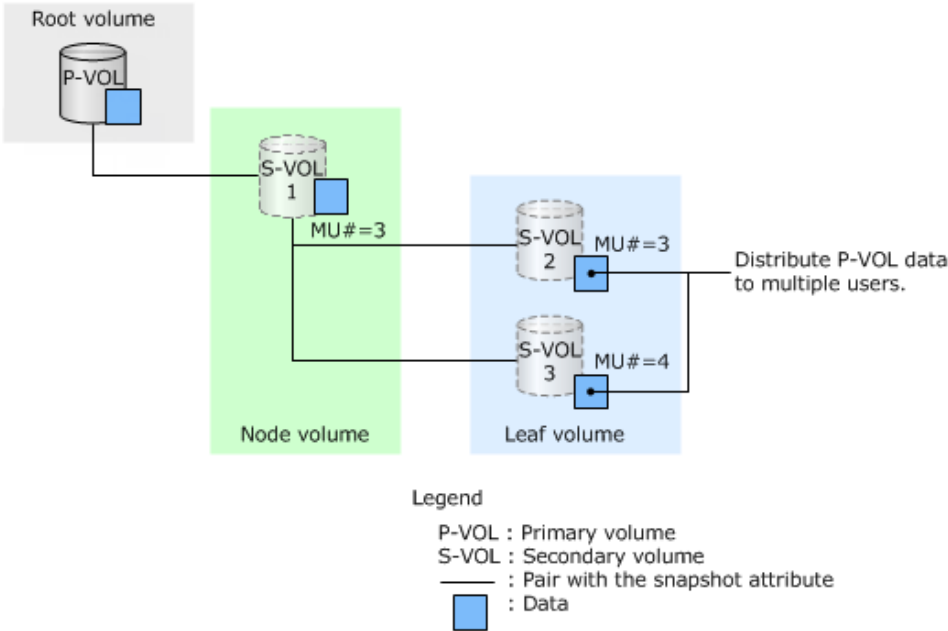 Root volume
P-VOL
S-VOL
1
MU#=3
S-VOL
2
MU#=3
Distribute P-VOL data
to multiple users.
S-VOL
3
MU#=4
Node volume
Leaf volume
Legend
P-VOL : Primary volume
S-VOL : Secondary volume
: Pair with the snapshot attribute
: Data